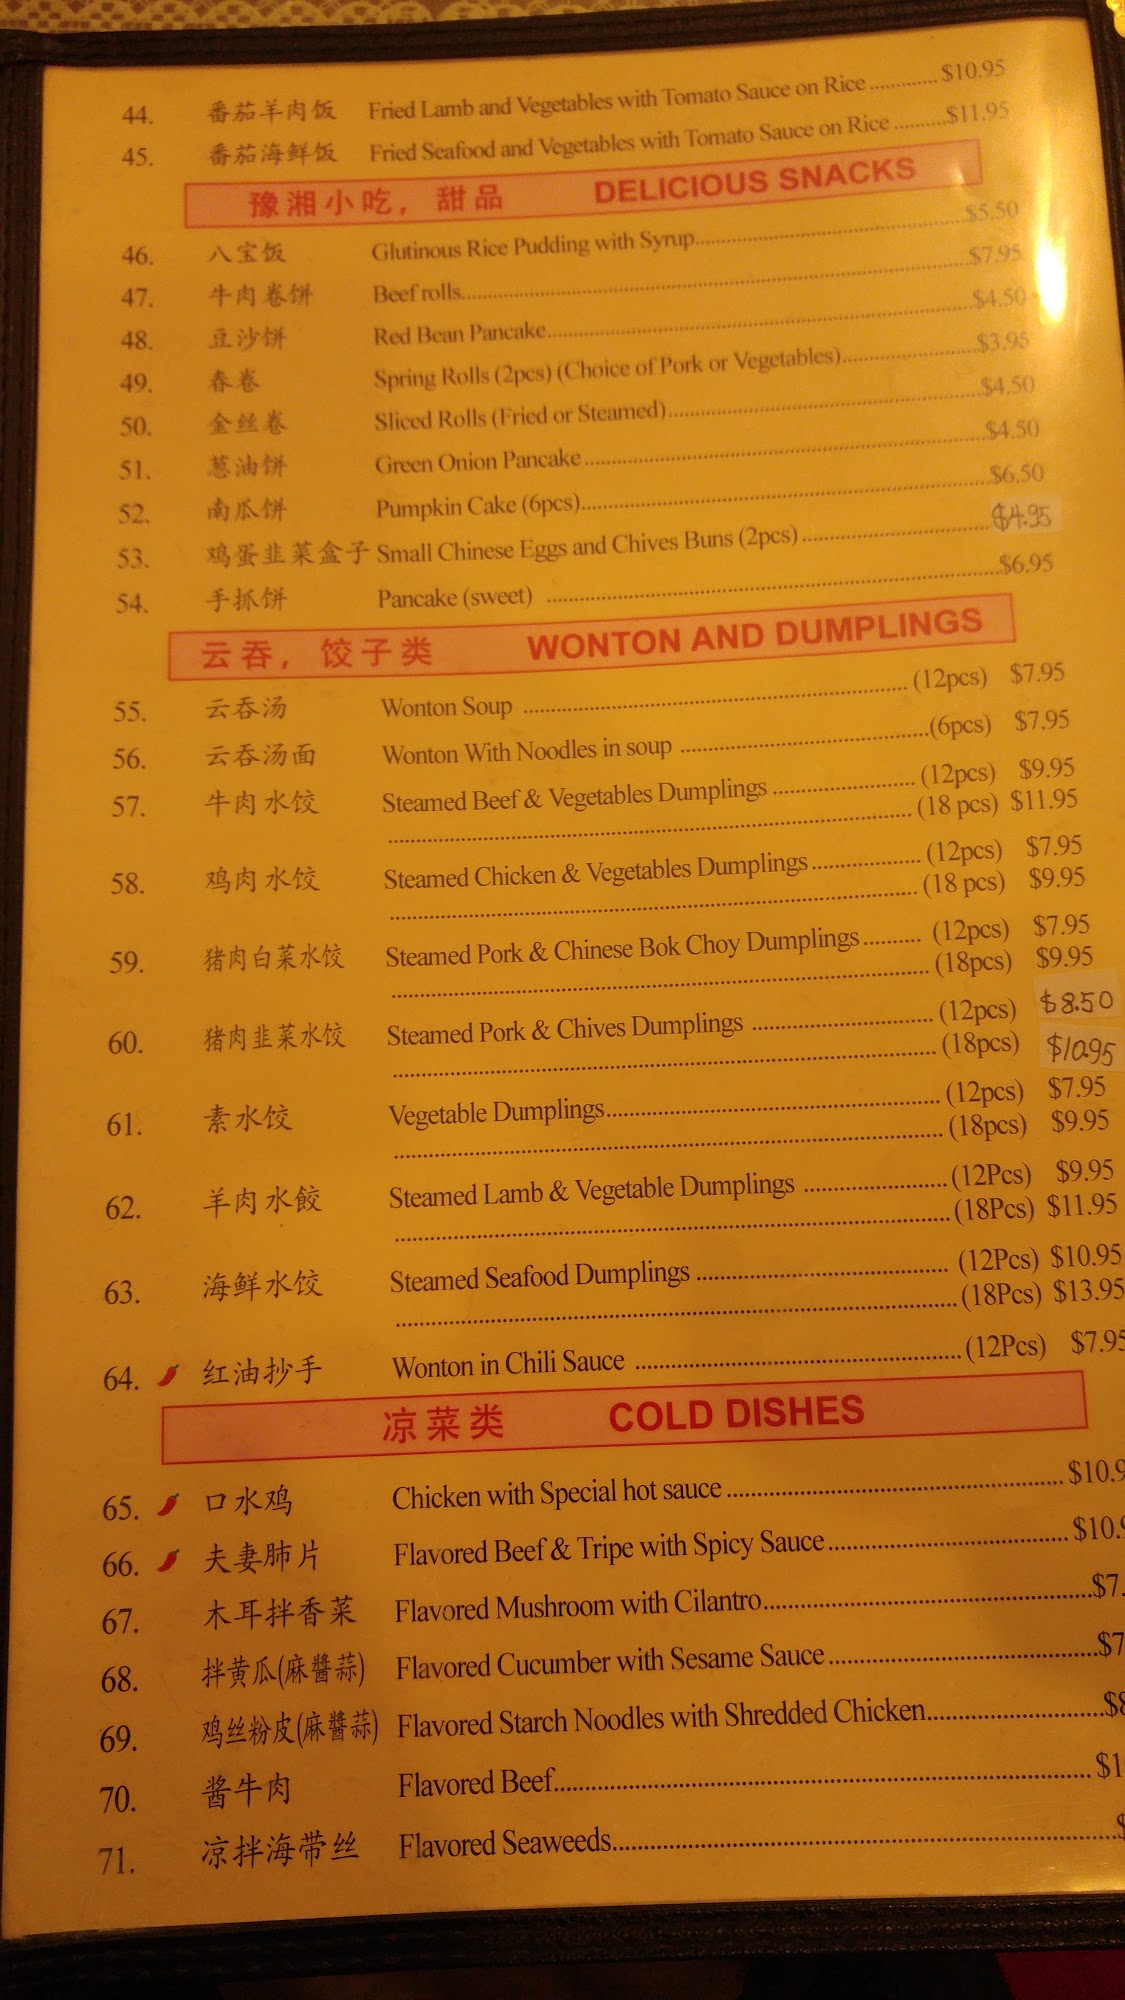 44. 番茄羊肉饭 Fried Lamb and Vegetables with Tomato Sauce on Rice ............. $10.95
45. 番茄海鲜饭 Fried Seafood and Vegetables with Tomato Sauce on Rice ..........$11.95
豫湘小吃，甜品 DELICIOUS SNACKS
46. 八宝饭 Glutinous Rice Pudding with Syrup..........$5.50
47. 牛肉卷饼 Beef rolls..........$7.95
48. 豆沙饼 Red Bean Pancake..........$4.50
49. 春卷 Spring Rolls (2pcs) (Choice of Pork or Vegetables)..........$3.95
50. 金丝卷 Sliced Rolls (Fried or Steamed)..........$4.50
51. 葱油饼 Green Onion Pancake..........$4.50
52. 南瓜饼 Pumpkin Cake (6pcs)..........$6.50
53. 鸡蛋韭菜盒子 Small Chinese Eggs and Chives Buns (2pcs)..........$4.95
54. 手抓饼 Pancake (sweet) ..........$6.95
云吞，饺子类 WONTON AND DUMPLINGS
55. 云吞汤 Wonton Soup .......... (12pcs) $7.95
56. 云吞汤面 Wonton With Noodles in soup ..........(6pcs) $7.95
57. 牛肉水饺 Steamed Beef & Vegetables Dumplings .......... (12pcs) $9.95
.......... (18 pcs) $11.95
58. 鸡肉水饺 Steamed Chicken & Vegetables Dumplings .......... (12pcs) $7.95
.......... (18 pcs) $9.95
59. 猪肉白菜水饺 Steamed Pork & Chinese Bok Choy Dumplings .......... (12pcs) $7.95
.......... (18pcs) $9.95
60. 猪肉韭菜水饺 Steamed Pork & Chives Dumplings .......... (12pcs) $8.50
.......... (18pcs) $10.95
61. 素水饺 Vegetable Dumplings.......... (12pcs) $7.95
.......... (18pcs) $9.95
62. 羊肉水餃 Steamed Lamb & Vegetable Dumplings .......... (12Pcs) $9.95
.......... (18Pcs) $11.95
63. 海鲜水饺 Steamed Seafood Dumplings .......... (12Pcs) $10.95
.......... (18Pcs) $13.95
64. 红油抄手 Wonton in Chili Sauce .......... (12Pcs) $7.95
凉菜类 COLD DISHES
65. 口水鸡 Chicken with Special hot sauce .......... $10.9
66. 夫妻肺片 Flavored Beef & Tripe with Spicy Sauce .......... $10.9
67. 木耳拌香菜 Flavored Mushroom with Cilantro..........$7.
68. 拌黄瓜(麻醬蒜) Flavored Cucumber with Sesame Sauce ..........$7
69. 鸡丝粉皮(麻醬蒜) Flavored Starch Noodles with Shredded Chicken..........$8
70. 酱牛肉 Flavored Beef.......... $1
71. 凉拌海带丝 Flavored Seaweeds..........$